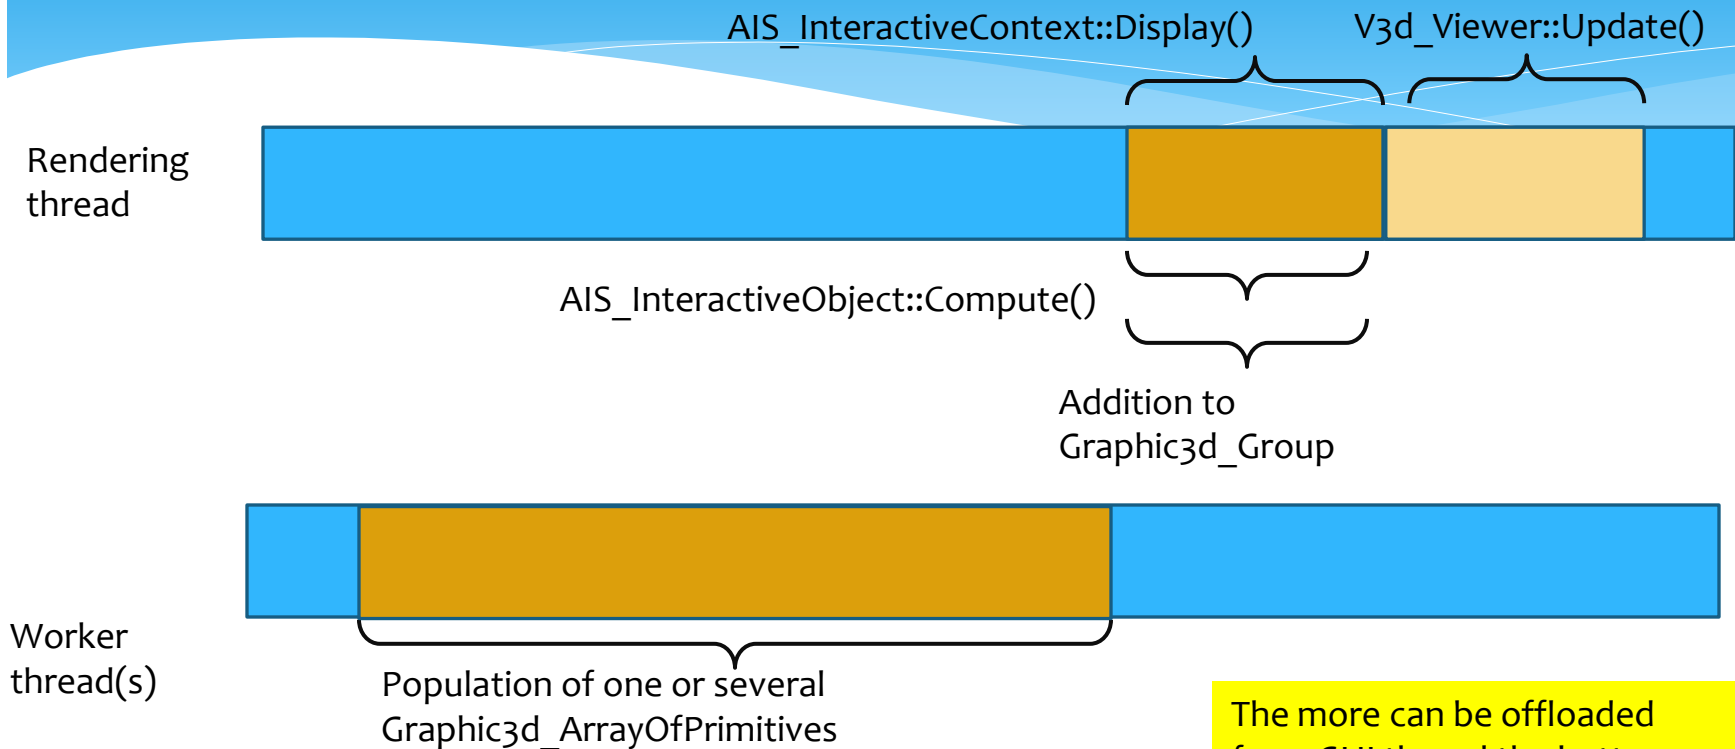 AIS_InteractiveContext::Display()
V3d_Viewer::Update()
Rendering
thread
AIS_InteractiveObject::Compute()
Addition to
Graphic3d_Group
Worker
thread(s)
Population of one or several
Graphic3d_ArrayOfPrimitives
The more can be offloaded